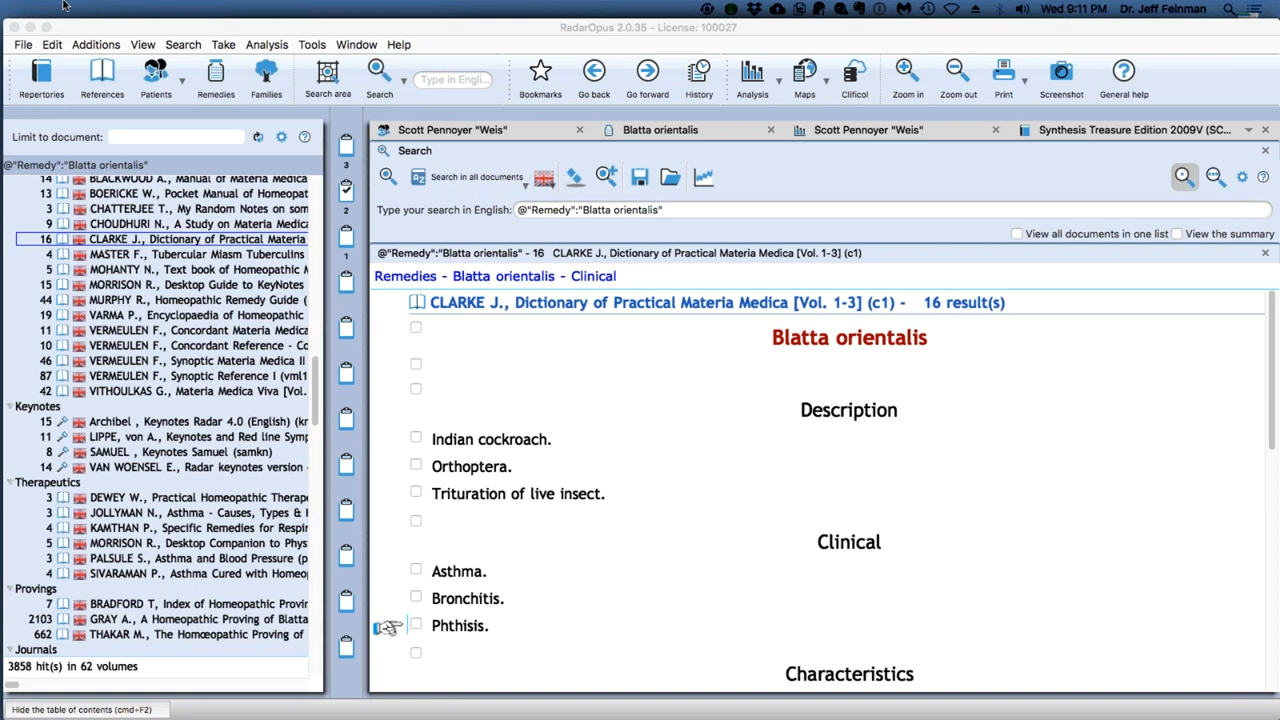 Wed 9:11 PM Dr. Jeff Feinman
RadarOpus 2.0.35 - License: 100027
File Edit Additions View Search Take Analysis Tools Window Help
Type in Engli...
Repertories References Patients Remedies Families Search area Search Bookmarks Go back Go forward History Analysis Maps Clificol Zoom in Zoom out Print Screenshot General help
Limit to document:
@"Remedy":"Blatta orientalis"
14 BLACKWOOD A., Manual of Materia Medica
13 BOERICKE W., Pocket Manual of Homeopat
3 CHATTERJEE T., My Random Notes on som
9 CHOUDHURI N., A Study on Materia Medica
16 CLARKE J., Dictionary of Practical Materia
4 MASTER F., Tubercular Miasm Tuberculins
5 MOHANTY N., Text book of Homeopathic M
15 MORRISON R., Desktop Guide to KeyNotes
44 MURPHY R., Homeopathic Remedy Guide (
19 VARMA P., Encyclopaedia of Homeopathic
11 VERMEULEN F., Concordant Materia Medica
10 VERMEULEN F., Concordant Reference - Co
46 VERMEULEN F., Synoptic Materia Medica II
87 VERMEULEN F., Synoptic Reference I (vml1
42 VITHOULKAS G., Materia Medica Viva [Vol.
Keynotes
15 Archibel , Keynotes Radar 4.0 (English) (kr
11 LIPPE, von A., Keynotes and Red line Symp
8 SAMUEL , Keynotes Samuel (samkn)
14 VAN WOENSEL E., Radar keynotes version
Therapeutics
3 DEWEY W., Practical Homeopathic Therape
3 JOLLYMAN N., Asthma - Causes, Types & H
4 KAMTHAN P., Specific Remedies for Respir
5 MORRISON R., Desktop Companion to Phys
3 PALSULE S., Asthma and Blood Pressure (p
4 SIVARAMAN P., Asthma Cured with Homeo
Provings
7 BRADFORD T, Index of Homeopathic Provin
2103 GRAY A., A Homeopathic Proving of Blatta
662 THAKAR M., The Homœopathic Proving of
Journals
3858 hit(s) in 62 volumes
Hide the table of contents (cmd+F2)
3
2
1
Scott Pennoyer "Weis" Blatta orientalis Scott Pennoyer "Weis" Synthesis Treasure Edition 2009V (SC...
Search
Search in all documents
Type your search in English: @"Remedy":"Blatta orientalis"
View all documents in one list View the summary
@"Remedy":"Blatta orientalis" - 16 CLARKE J., Dictionary of Practical Materia Medica [Vol. 1-3] (c1)
Remedies - Blatta orientalis - Clinical
CLARKE J., Dictionary of Practical Materia Medica [Vol. 1-3] (c1) - 16 result(s)
Blatta orientalis
Description
Indian cockroach.
Orthoptera.
Trituration of live insect.
Clinical
Asthma.
Bronchitis.
Phthisis.
Characteristics